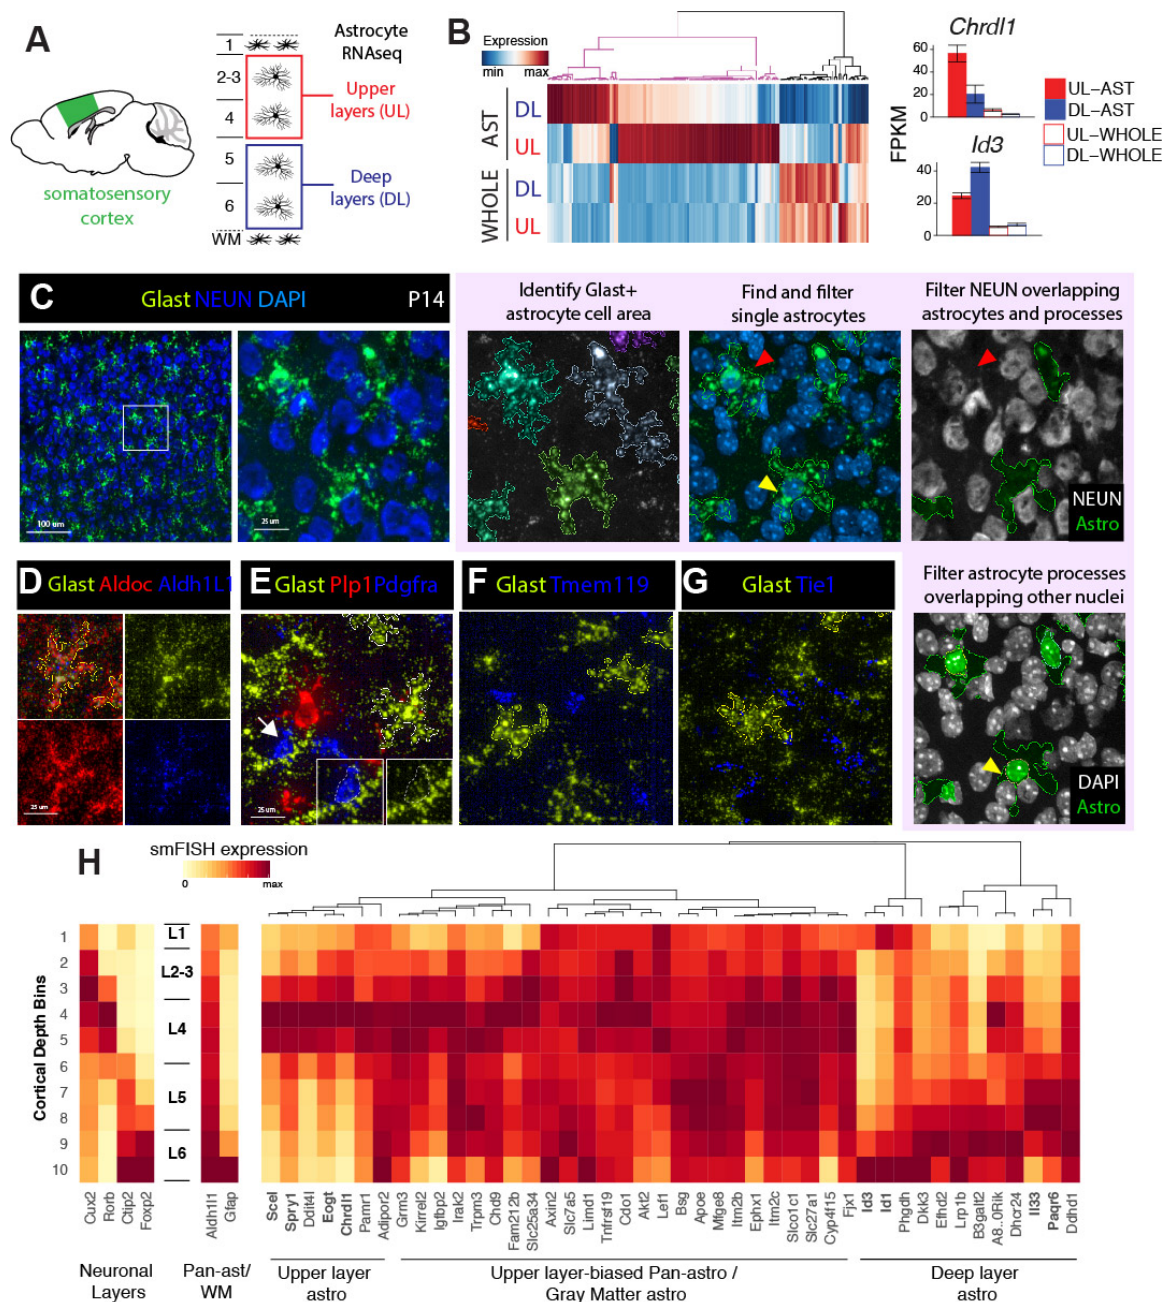 A
1
2-3
4
5
6
WM
Astrocyte
RNAseq
Upper
layers (UL)
Deep
layers (DL)
somatosensory
cortex
B
Expression
min max
AST
DL
UL
WHOLE
DL
UL
FPKM
Chrdl1
60
40
20
0
Id3
40
20
0
UL-AST
DL-AST
UL-WHOLE
DL-WHOLE
C
Glast NEUN DAPI P14
100 um
25 um
Identify Glast+
astrocyte cell area
Find and filter
single astrocytes
Filter NEUN overlapping
astrocytes and processes
NEUN
Astro
D Glast Aldoc Aldh1L1
25 um
E Glast Plp1 Pdgfra
25 um
F Glast Tmem119
G Glast Tie1
Filter astrocyte processes
overlapping other nuclei
DAPI
Astro
H
smFISH expression
0 max
Cortical Depth Bins
1
2
3
4
5
6
7
8
9
10
L1
L2-3
L4
L5
L6
Cux2
Rorb
Ctip2
Foxp2
Aldh1l1
Gfap
Scel
Spry1
Ddit4l
Eogt
Chrdl1
Pamr1
Adipor2
Grm3
Kirrel2
Igfbp2
Irak2
Trpm3
Chd9
Fam212b
Slc25a34
Axin2
Slc7a5
Limd1
Tnfrsf19
Cdo1
Akt2
Lef1
Bsg
Apoe
Mfge8
Itm2b
Ephx1
Itm2c
Slco1c1
Slc27a1
Cyp4f15
Fjx1
Id3
Id1
Phgdh
Dkk3
Efhd2
Lrp1b
B3galt2
A8..0Rik
Dhcr24
Il33
Paqr6
Ddhd1
Neuronal
Layers
Pan-ast/
WM
Upper layer
astro
Upper layer-biased Pan-astro /
Gray Matter astro
Deep layer
astro